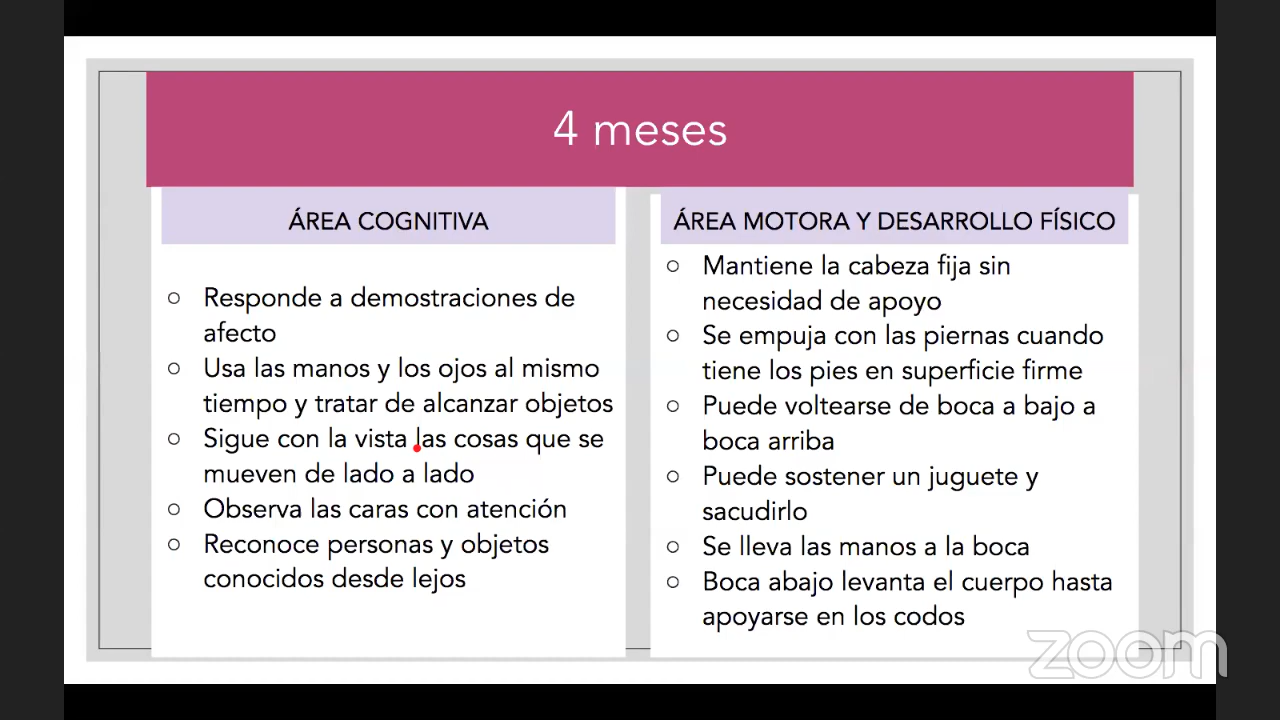 4 meses
ÁREA COGNITIVA
Responde a demostraciones de
afecto
Usa las manos y los ojos al mismo
tiempo y tratar de alcanzar objetos
Sigue con la vista las cosas que se
mueven de lado a lado
Observa las caras con atención
Reconoce personas y objetos
conocidos desde lejos
ÁREA MOTORA Y DESARROLLO FÍSICO
Mantiene la cabeza fija sin
necesidad de apoyo
Se empuja con las piernas cuando
tiene los pies en superficie firme
Puede voltearse de boca a bajo a
boca arriba
Puede sostener un juguete y
sacudirlo
Se lleva las manos a la boca
Boca abajo levanta el cuerpo hasta
apoyarse en los codos
zoom